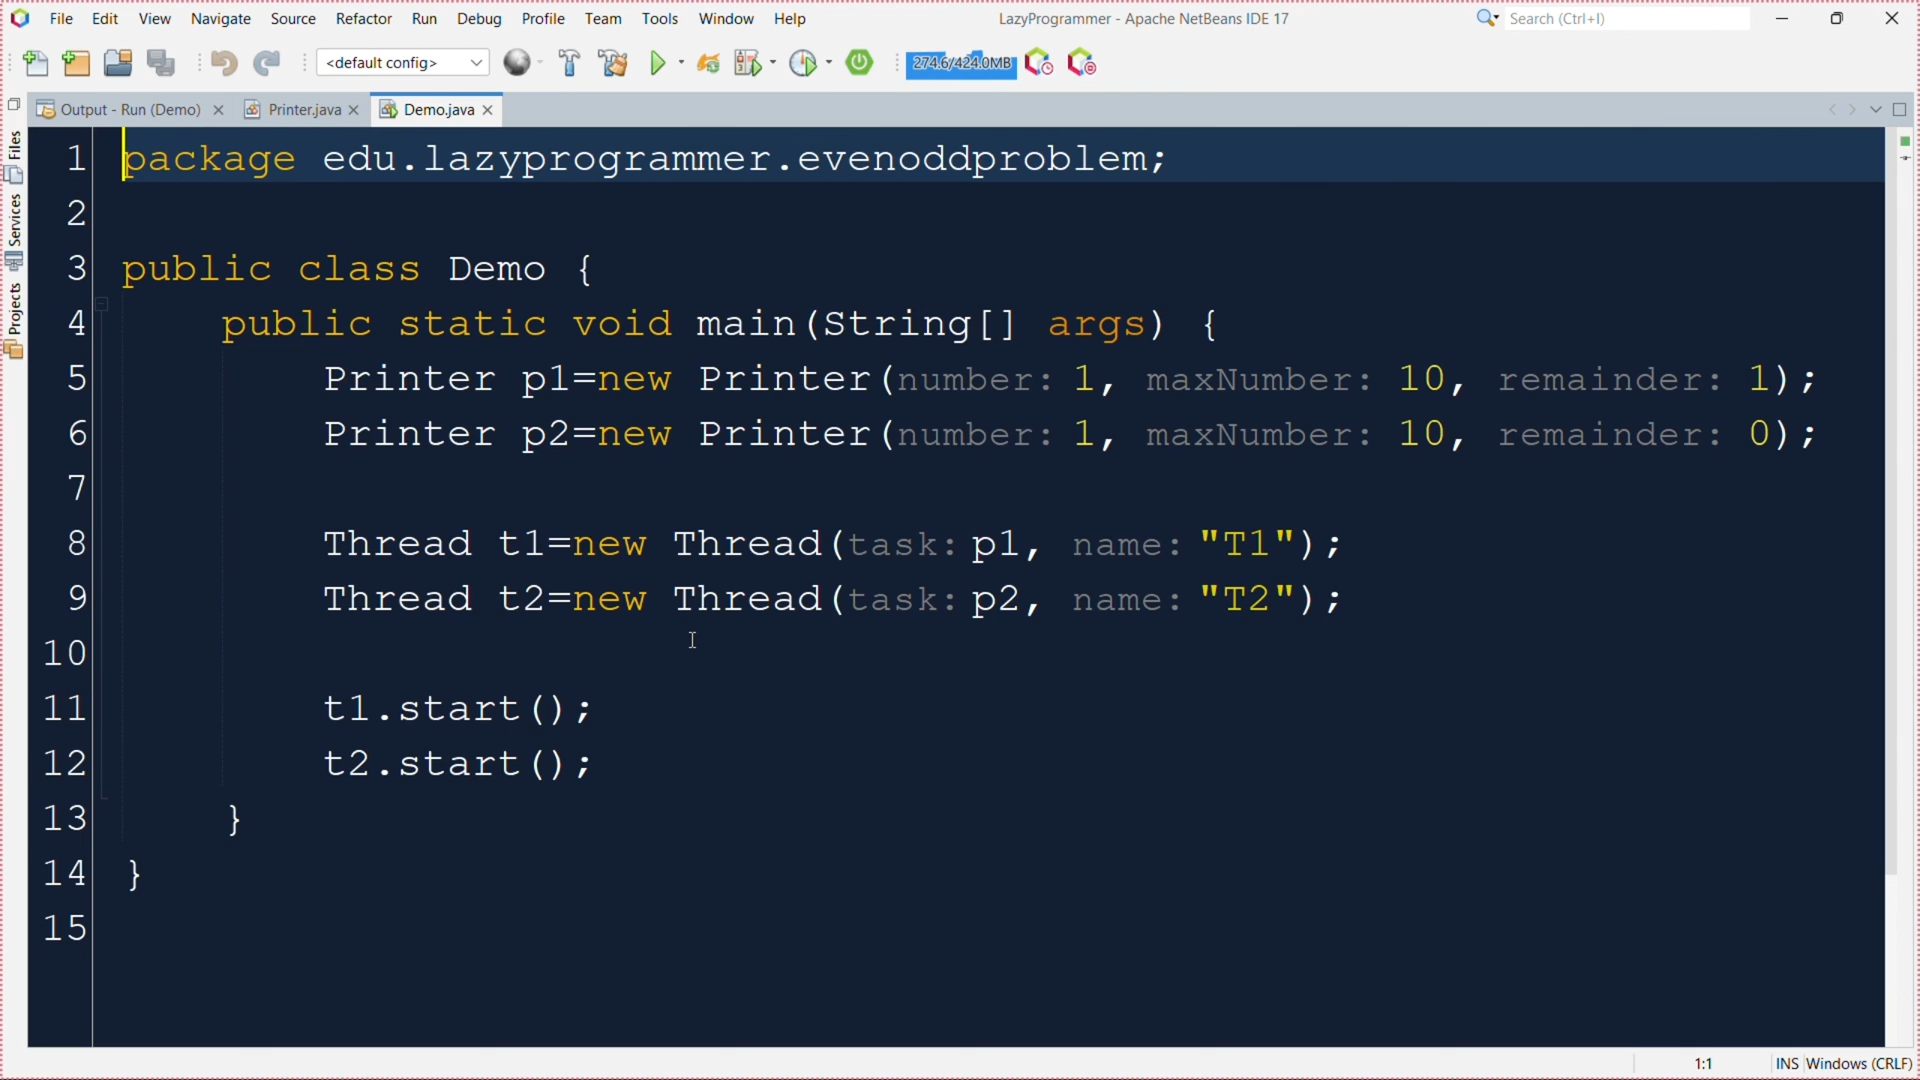 File Edit View Navigate Source Refactor Run Debug Profile Team Tools Window Help LazyProgrammer - Apache NetBeans IDE 17 Search (Ctrl+I)
<default config> 274.6/424.0MB
Output - Run (Demo) Printer.java Demo.java
Files
Services
Projects
1 package edu.lazyprogrammer.evenoddproblem;
2
3 public class Demo {
4 public static void main(String[] args) {
5 Printer p1=new Printer(number: 1, maxNumber: 10, remainder: 1);
6 Printer p2=new Printer(number: 1, maxNumber: 10, remainder: 0);
7
8 Thread t1=new Thread(task: p1, name: "T1");
9 Thread t2=new Thread(task: p2, name: "T2");
10
11 t1.start();
12 t2.start();
13 }
14 }
15
1:1 INS Windows (CRLF)